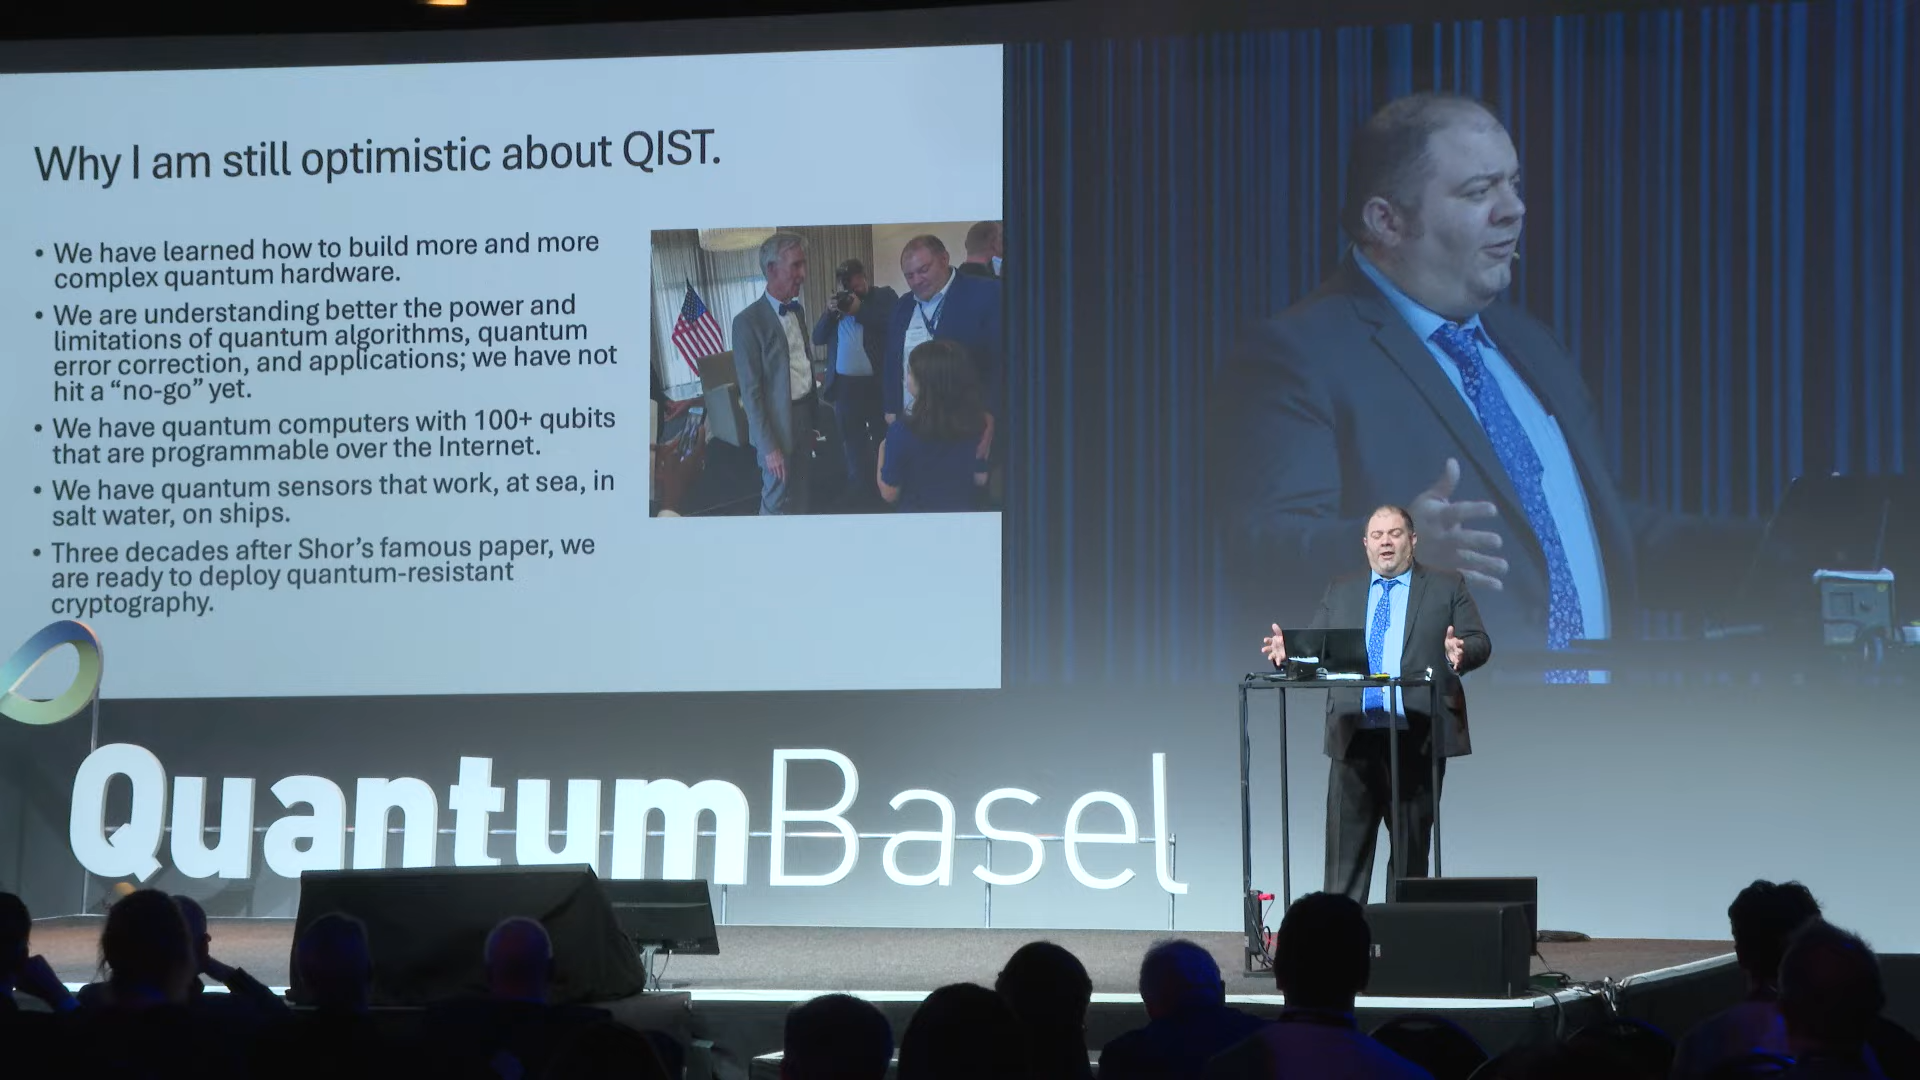 Why I am still optimistic about QIST.
• We have learned how to build more and more
complex quantum hardware.
• We are understanding better the power and
limitations of quantum algorithms, quantum
error correction, and applications; we have not
hit a “no-go” yet.
• We have quantum computers with 100+ qubits
that are programmable over the Internet.
• We have quantum sensors that work, at sea, in
salt water, on ships.
• Three decades after Shor’s famous paper, we
are ready to deploy quantum-resistant
cryptography.
QuantumBasel